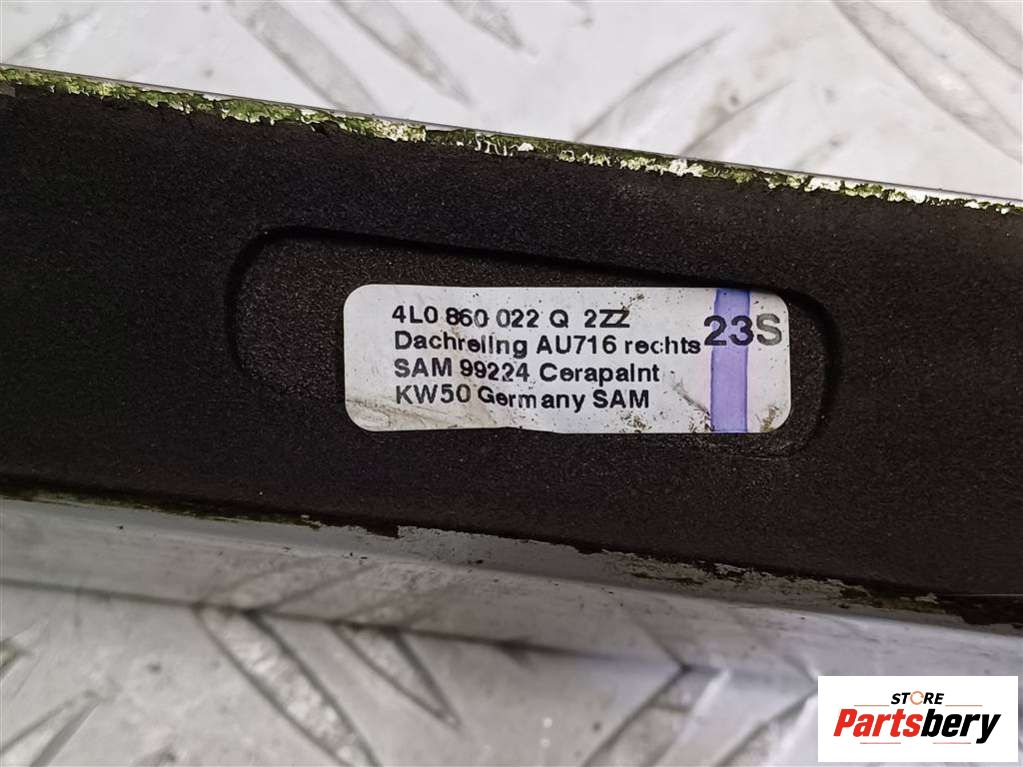 4L0 860 022 Q 2ZZ
Dachreling AU716 rechts
SAM 99224 Cerapaint
KW50 Germany SAM
23S
STORE
Partsbery